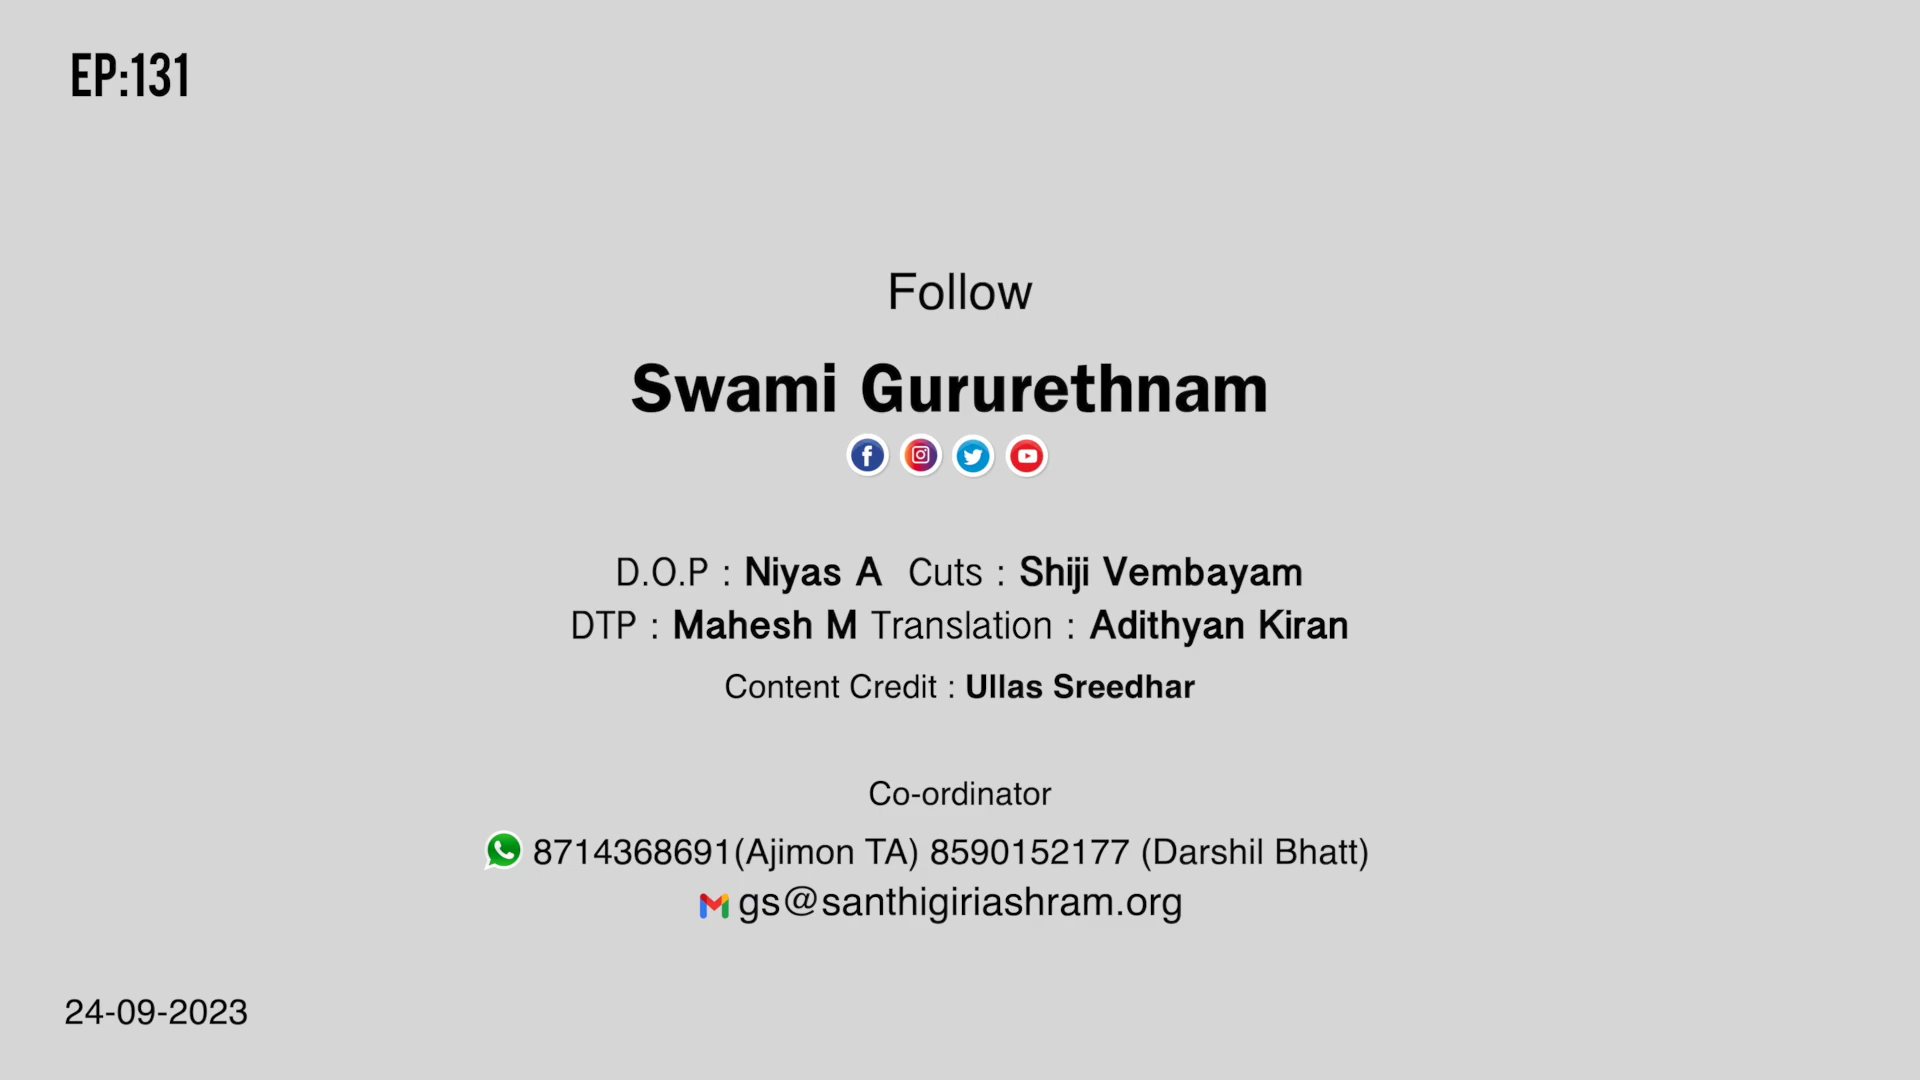 EP:131
Follow
Swami Gururethnam
D.O.P : Niyas A  Cuts : Shiji Vembayam
DTP : Mahesh M Translation : Adithyan Kiran
Content Credit : Ullas Sreedhar
Co-ordinator
8714368691(Ajimon TA) 8590152177 (Darshil Bhatt)
gs@santhigiriashram.org
24-09-2023